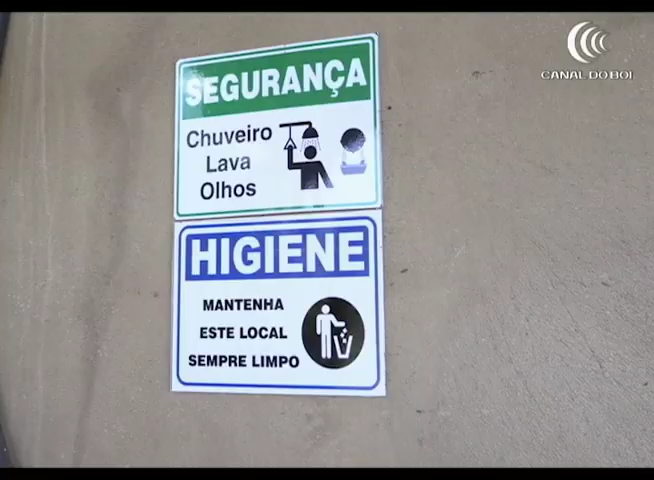 CANAL DO BOI
SEGURANÇA
Chuveiro
Lava
Olhos
HIGIENE
MANTENHA
ESTE LOCAL
SEMPRE LIMPO